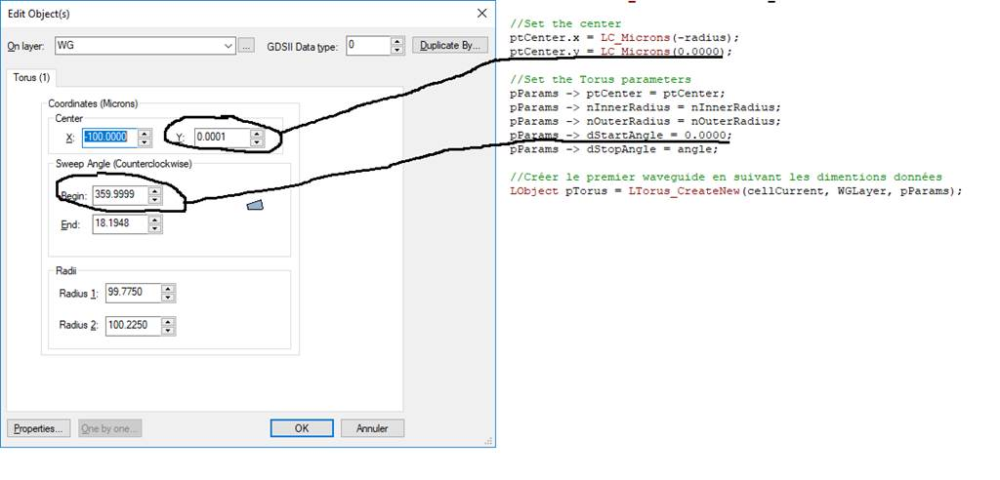 Edit Object(s)
On layer: WG ... GDSII Data type: 0 Duplicate By...
Torus (1)
Coordinates (Microns)
Center
X: -100.0000 Y: 0.0001
Sweep Angle (Counterclockwise)
Begin: 359.9999
End: 18.1948
Radii
Radius 1: 99.7750
Radius 2: 100.2250
Properties... One by one... OK Annuler
//Set the center
ptCenter.x = LC_Microns(-radius);
ptCenter.y = LC_Microns(0.0000);
//Set the Torus parameters
pParams -> ptCenter = ptCenter;
pParams -> nInnerRadius = nInnerRadius;
pParams -> nOuterRadius = nOuterRadius;
pParams -> dStartAngle = 0.0000;
pParams -> dStopAngle = angle;
//Créer le premier waveguide en suivant les dimentions données
LObject pTorus = LTorus_CreateNew(cellCurrent, WGLayer, pParams);